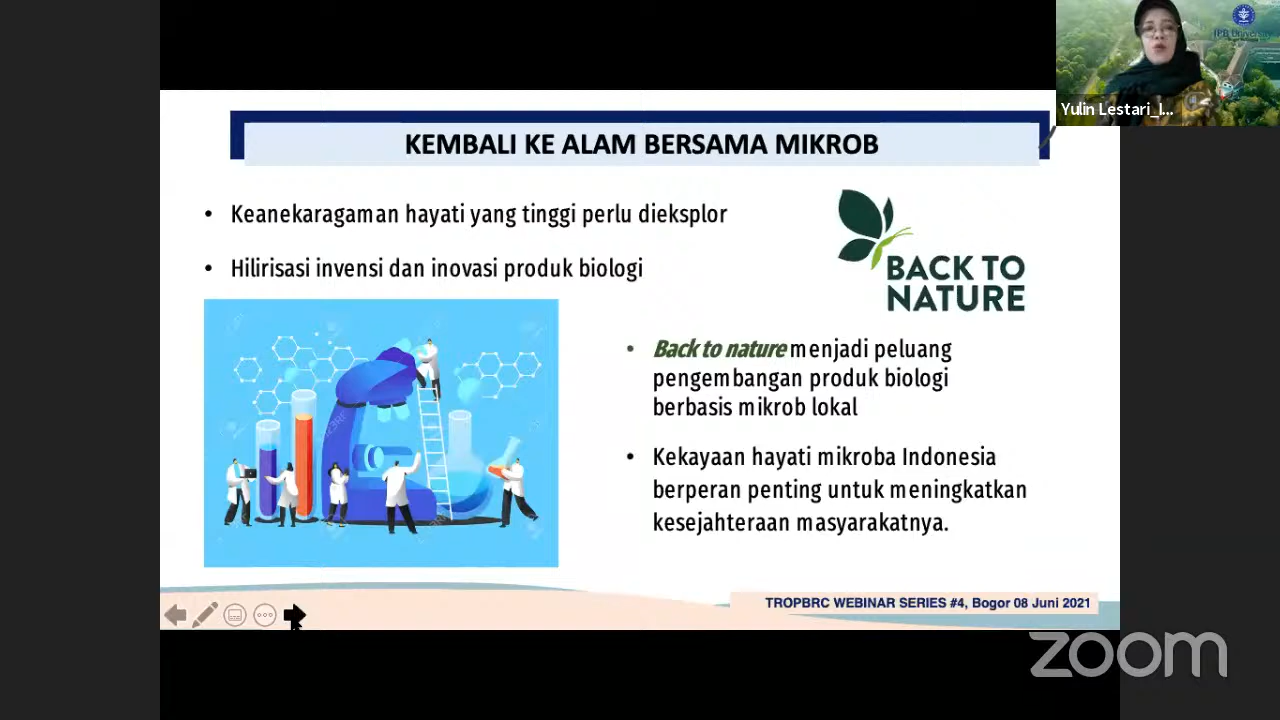 IPB University
Yulin Lestari_I...
KEMBALI KE ALAM BERSAMA MIKROB
• Keanekaragaman hayati yang tinggi perlu dieksplor
• Hilirisasi invensi dan inovasi produk biologi
BACK TO
NATURE
• Back to nature menjadi peluang
pengembangan produk biologi
berbasis mikrob lokal
• Kekayaan hayati mikroba Indonesia
berperan penting untuk meningkatkan
kesejahteraan masyarakatnya.
TROPBRC WEBINAR SERIES #4, Bogor 08 Juni 2021
zoom